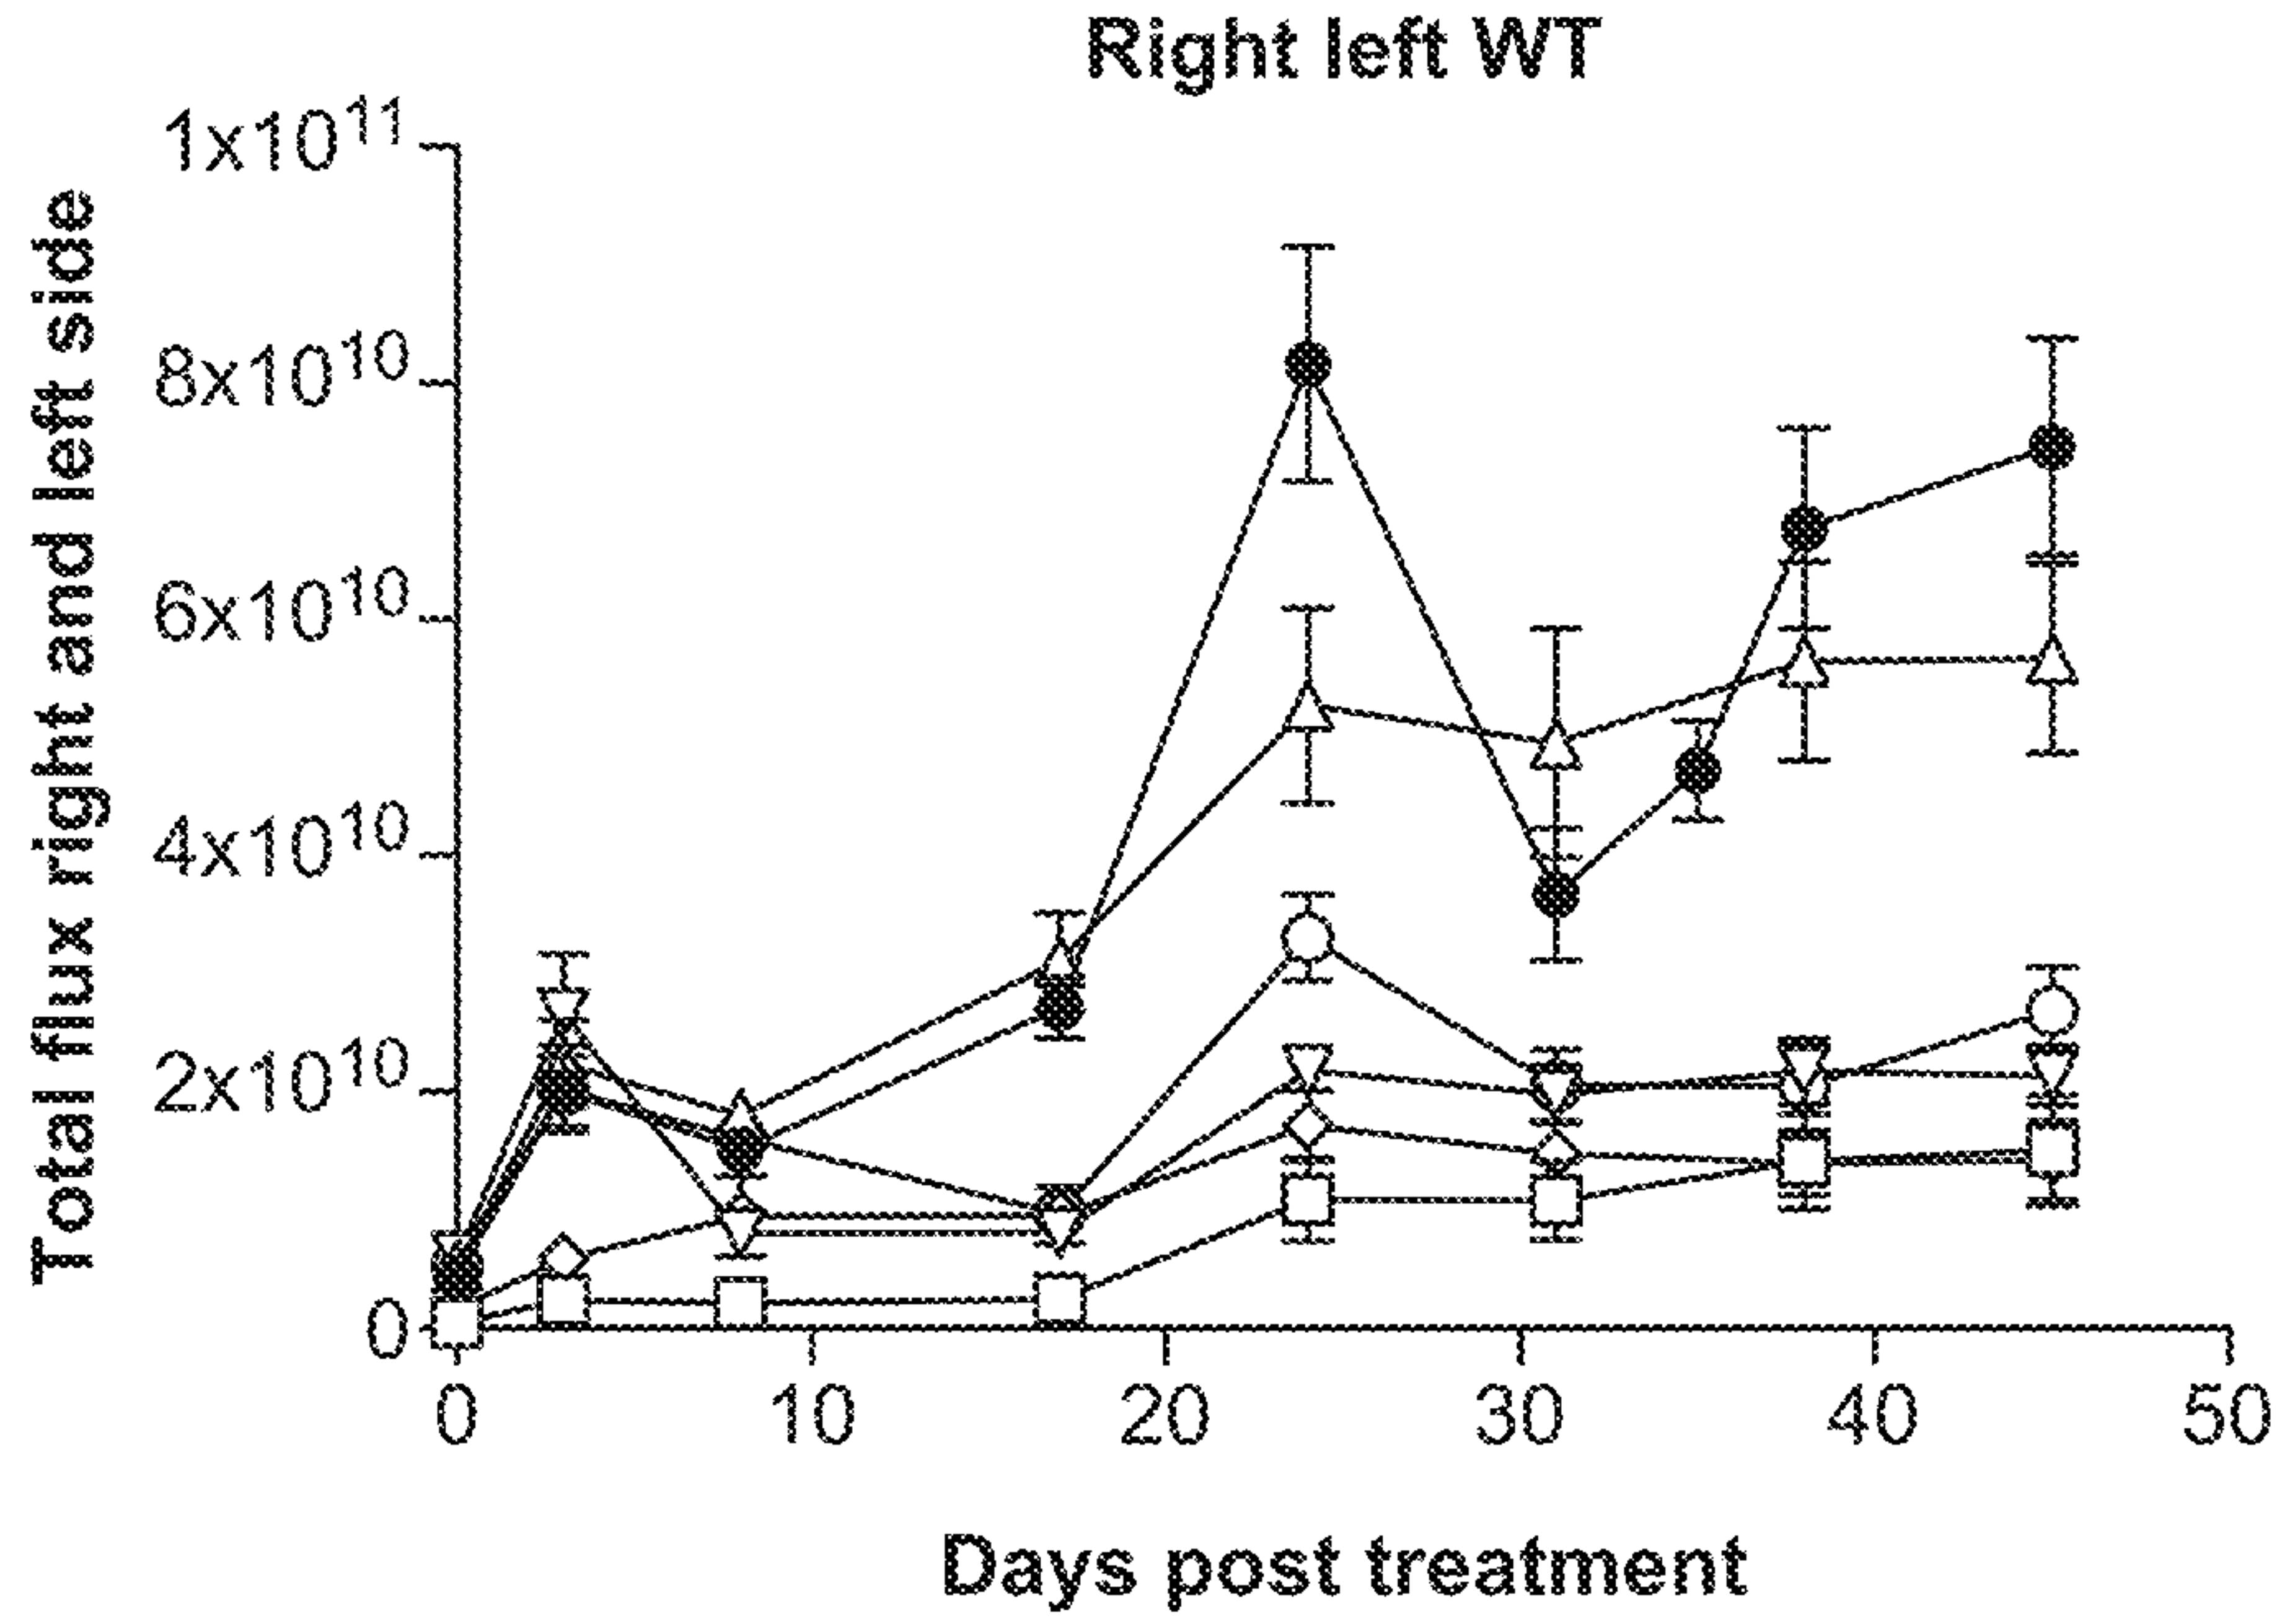 Right left WT
Total flux right and left side
1x10¹¹
8x10¹⁰
6x10¹⁰
4x10¹⁰
2x10¹⁰
0
0 10 20 30 40 50
Days post treatment